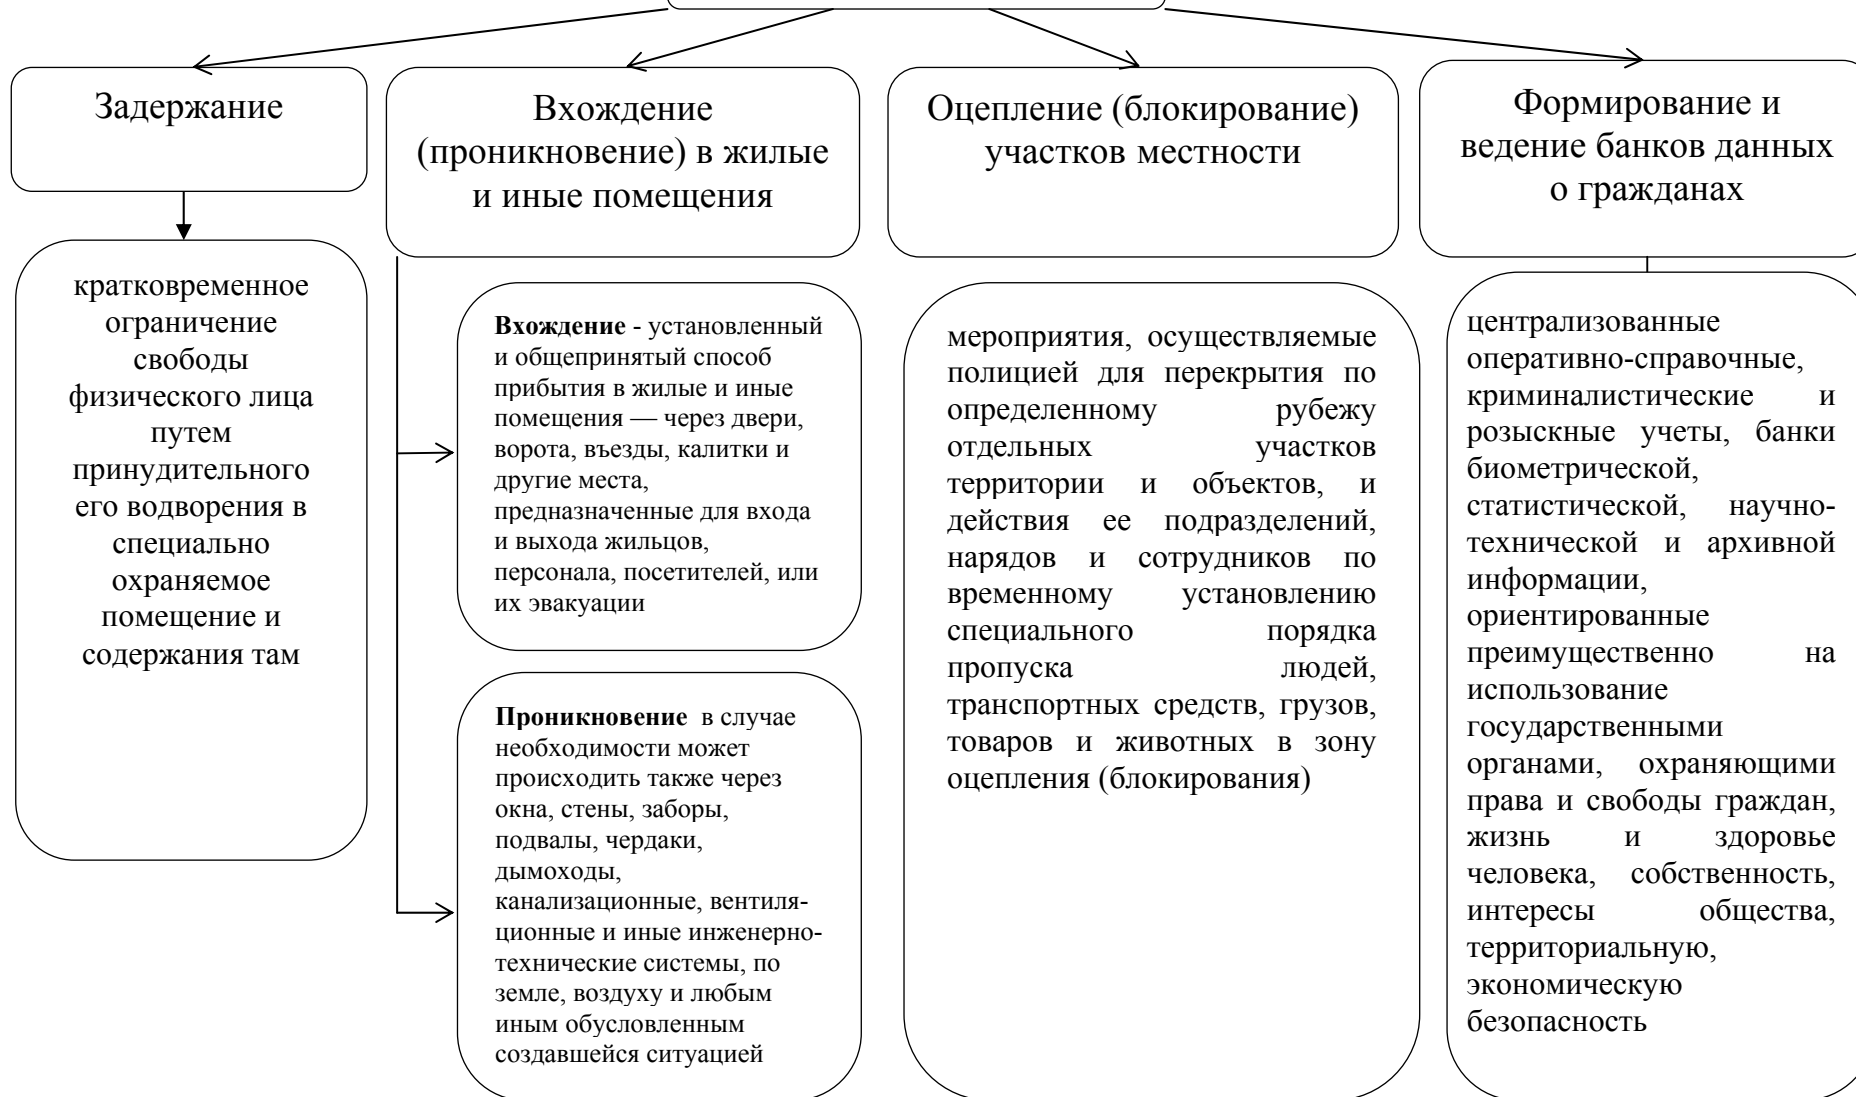 Задержание
Вхождение
(проникновение) в жилые
и иные помещения
Оцепление (блокирование)
участков местности
Формирование и
ведение банков данных
о гражданах
кратковременное
ограничение
свободы
физического лица
путем
принудительного
его водворения в
специально
охраняемое
помещение и
содержания там
Вхождение - установленный
и общепринятый способ
прибытия в жилые и иные
помещения — через двери,
ворота, въезды, калитки и
другие места,
предназначенные для входа
и выхода жильцов,
персонала, посетителей, или
их эвакуации
Проникновение в случае
необходимости может
происходить также через
окна, стены, заборы,
подвалы, чердаки,
дымоходы,
канализационные, вентиля-
ционные и иные инженерно-
технические системы, по
земле, воздуху и любым
иным обусловленным
создавшейся ситуацией
мероприятия, осуществляемые
полицией для перекрытия по
определенному рубежу
отдельных участков
территории и объектов, и
действия ее подразделений,
нарядов и сотрудников по
временному установлению
специального порядка
пропуска людей,
транспортных средств, грузов,
товаров и животных в зону
оцепления (блокирования)
централизованные
оперативно-справочные,
криминалистические и
розыскные учеты, банки
биометрической,
статистической, научно-
технической и архивной
информации,
ориентированные
преимущественно на
использование
государственными
органами, охраняющими
права и свободы граждан,
жизнь и здоровье
человека, собственность,
интересы общества,
территориальную,
экономическую
безопасность